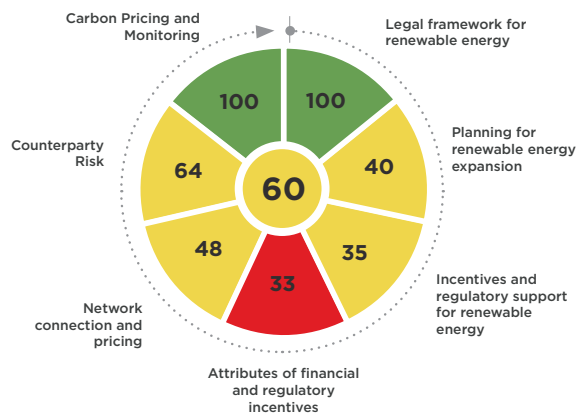 Legal framework for
renewable energy
100
Planning for
renewable energy
expansion
40
Incentives and
regulatory support
for renewable
energy
35
Attributes of financial
and regulatory
incentives
33
Network
connection and
pricing
48
Counterparty
Risk
64
Carbon Pricing and
Monitoring
100
60